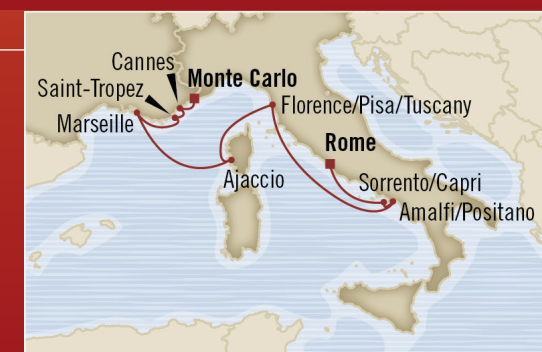 Cannes
Monte Carlo
Saint-Tropez
Marseille
Florence/Pisa/Tuscany
Rome
Ajaccio
Sorrento/Capri
Amalfi/Positano